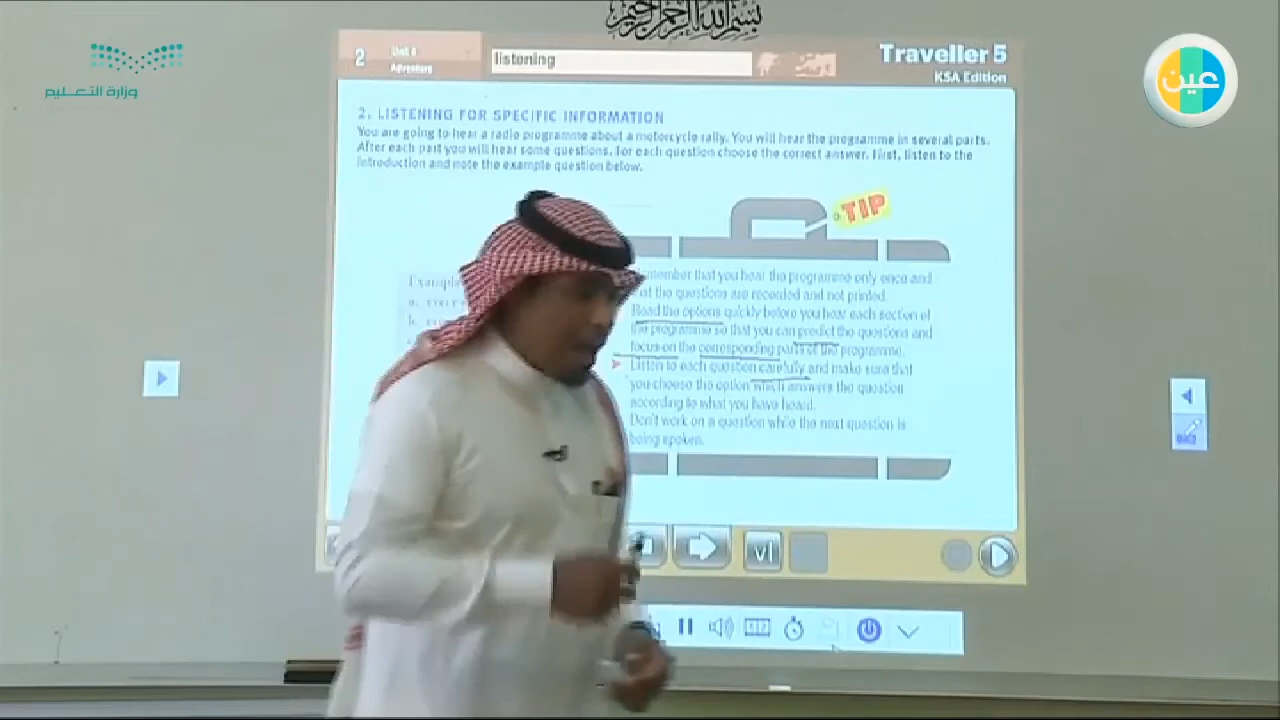 بسم الله الرحمن الرحيم
وزارة التعليم
عين
2
Unit 2
Adventure
listening
Traveller 5
KSA Edition
2. LISTENING FOR SPECIFIC INFORMATION
You are going to hear a radio programme about a motorcycle rally. You will hear the programme in several parts.
After each part you will hear some questions. For each question choose the correct answer. First, listen to the
introduction and note the example question below.
TIP
Example
a.
b.
that you hear the programme only once and
of the questions are recorded and not printed.
Read the options quickly before you hear each section of
the programme so that you can predict the questions and
focus on the corresponding parts of the programme.
Listen to each question carefully and make sure that
you choose the option which answers the question
according to what you have heard.
Don't work on a question while the next question is
being spoken.